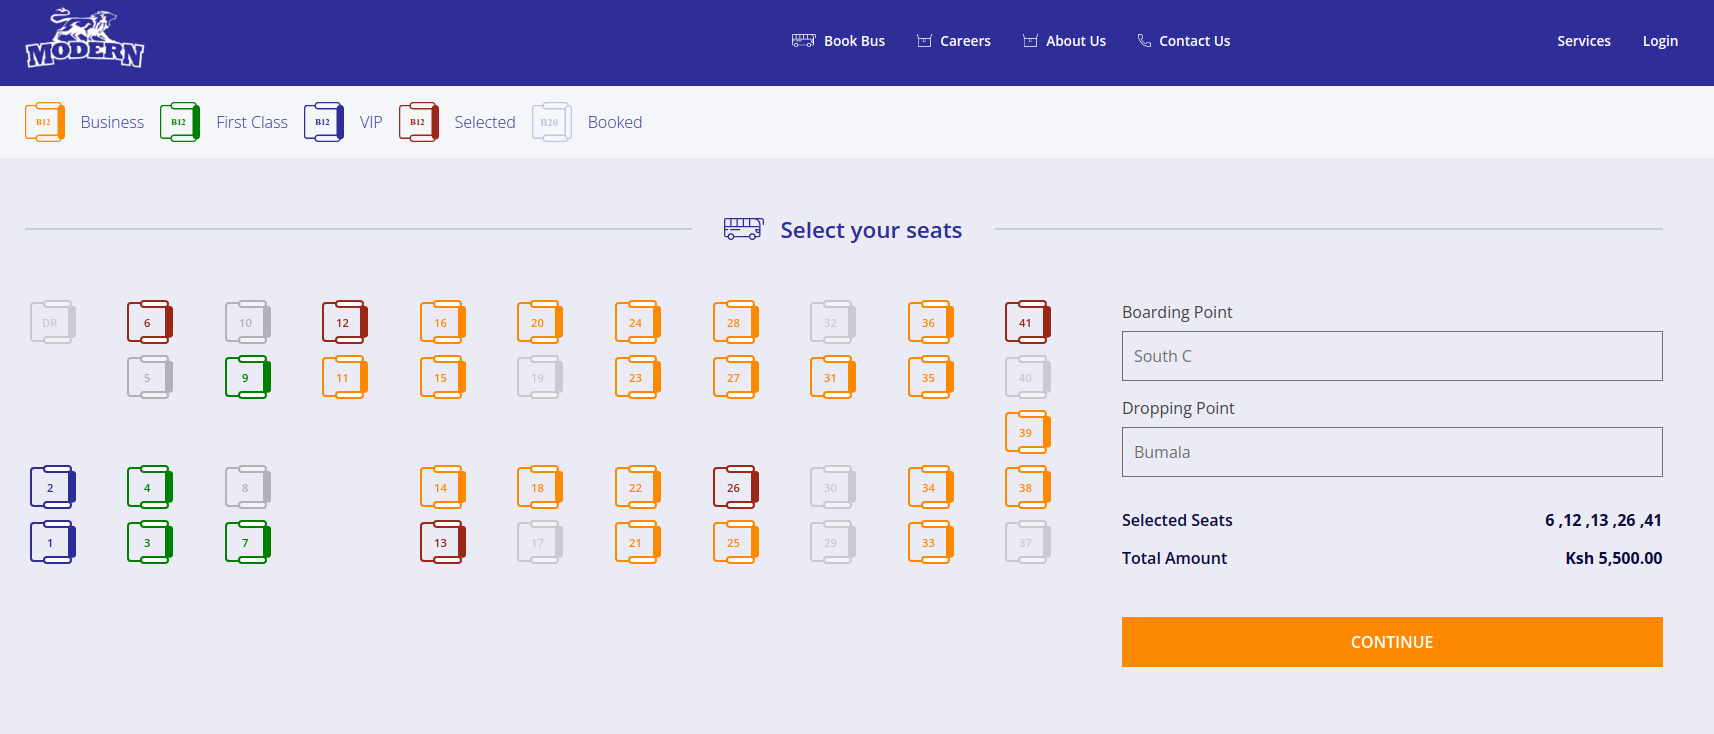 MODERN
Book Bus Careers About Us Contact Us Services Login
B12 Business B12 First Class B12 VIP B12 Selected B20 Booked
Select your seats
DR 6 10 12 16 20 24 28 32 36 41
5 9 11 15 19 23 27 31 35 40
39
2 4 8 14 18 22 26 30 34 38
1 3 7 13 17 21 25 29 33 37
Boarding Point
South C
Dropping Point
Bumala
Selected Seats 6 ,12 ,13 ,26 ,41
Total Amount Ksh 5,500.00
CONTINUE